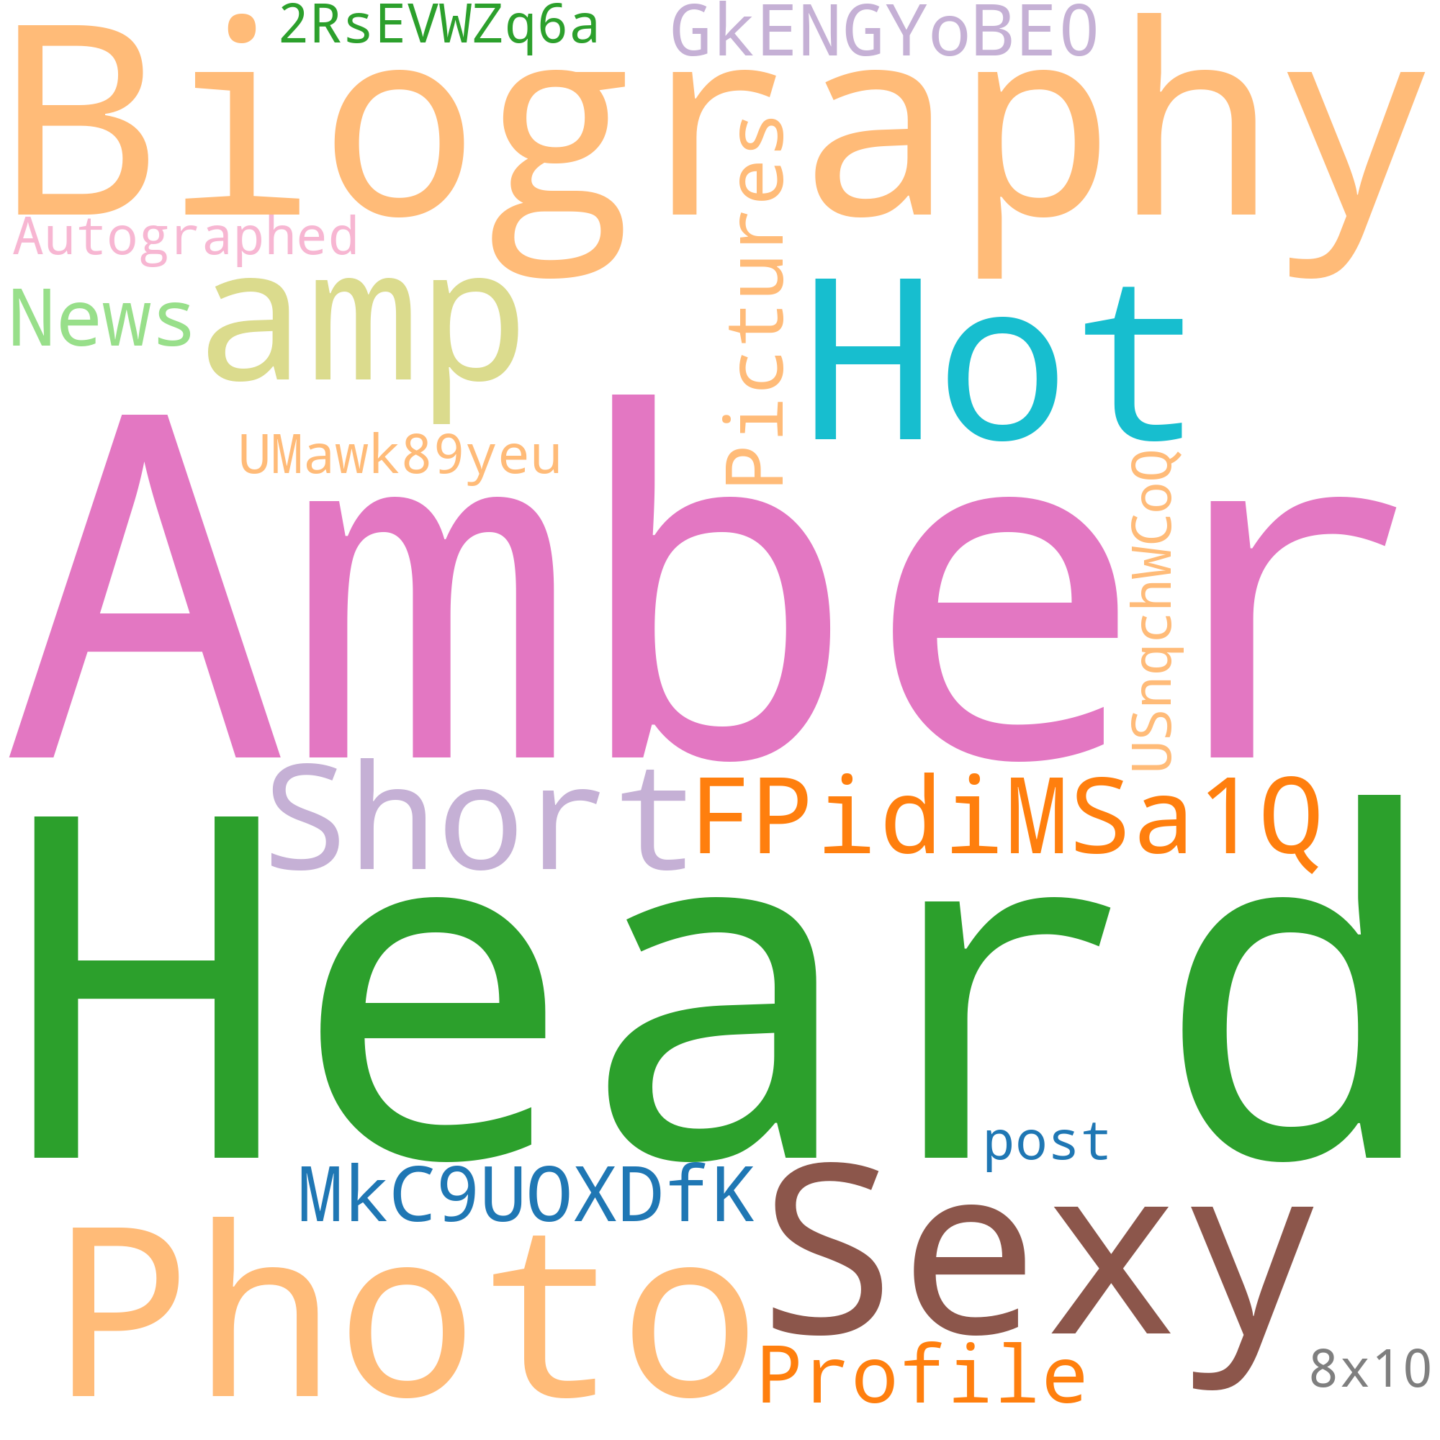 2RsEVWZq6a
GkENGYoBE0
Biography
Autographed
Pictures
News
amp
Hot
UMawk89yeu
USnqchWCoQ
Amber
Short
FPidiMSa1Q
Heard
post
MkC9UOXDfK
Sexy
Photo
Profile
8x10